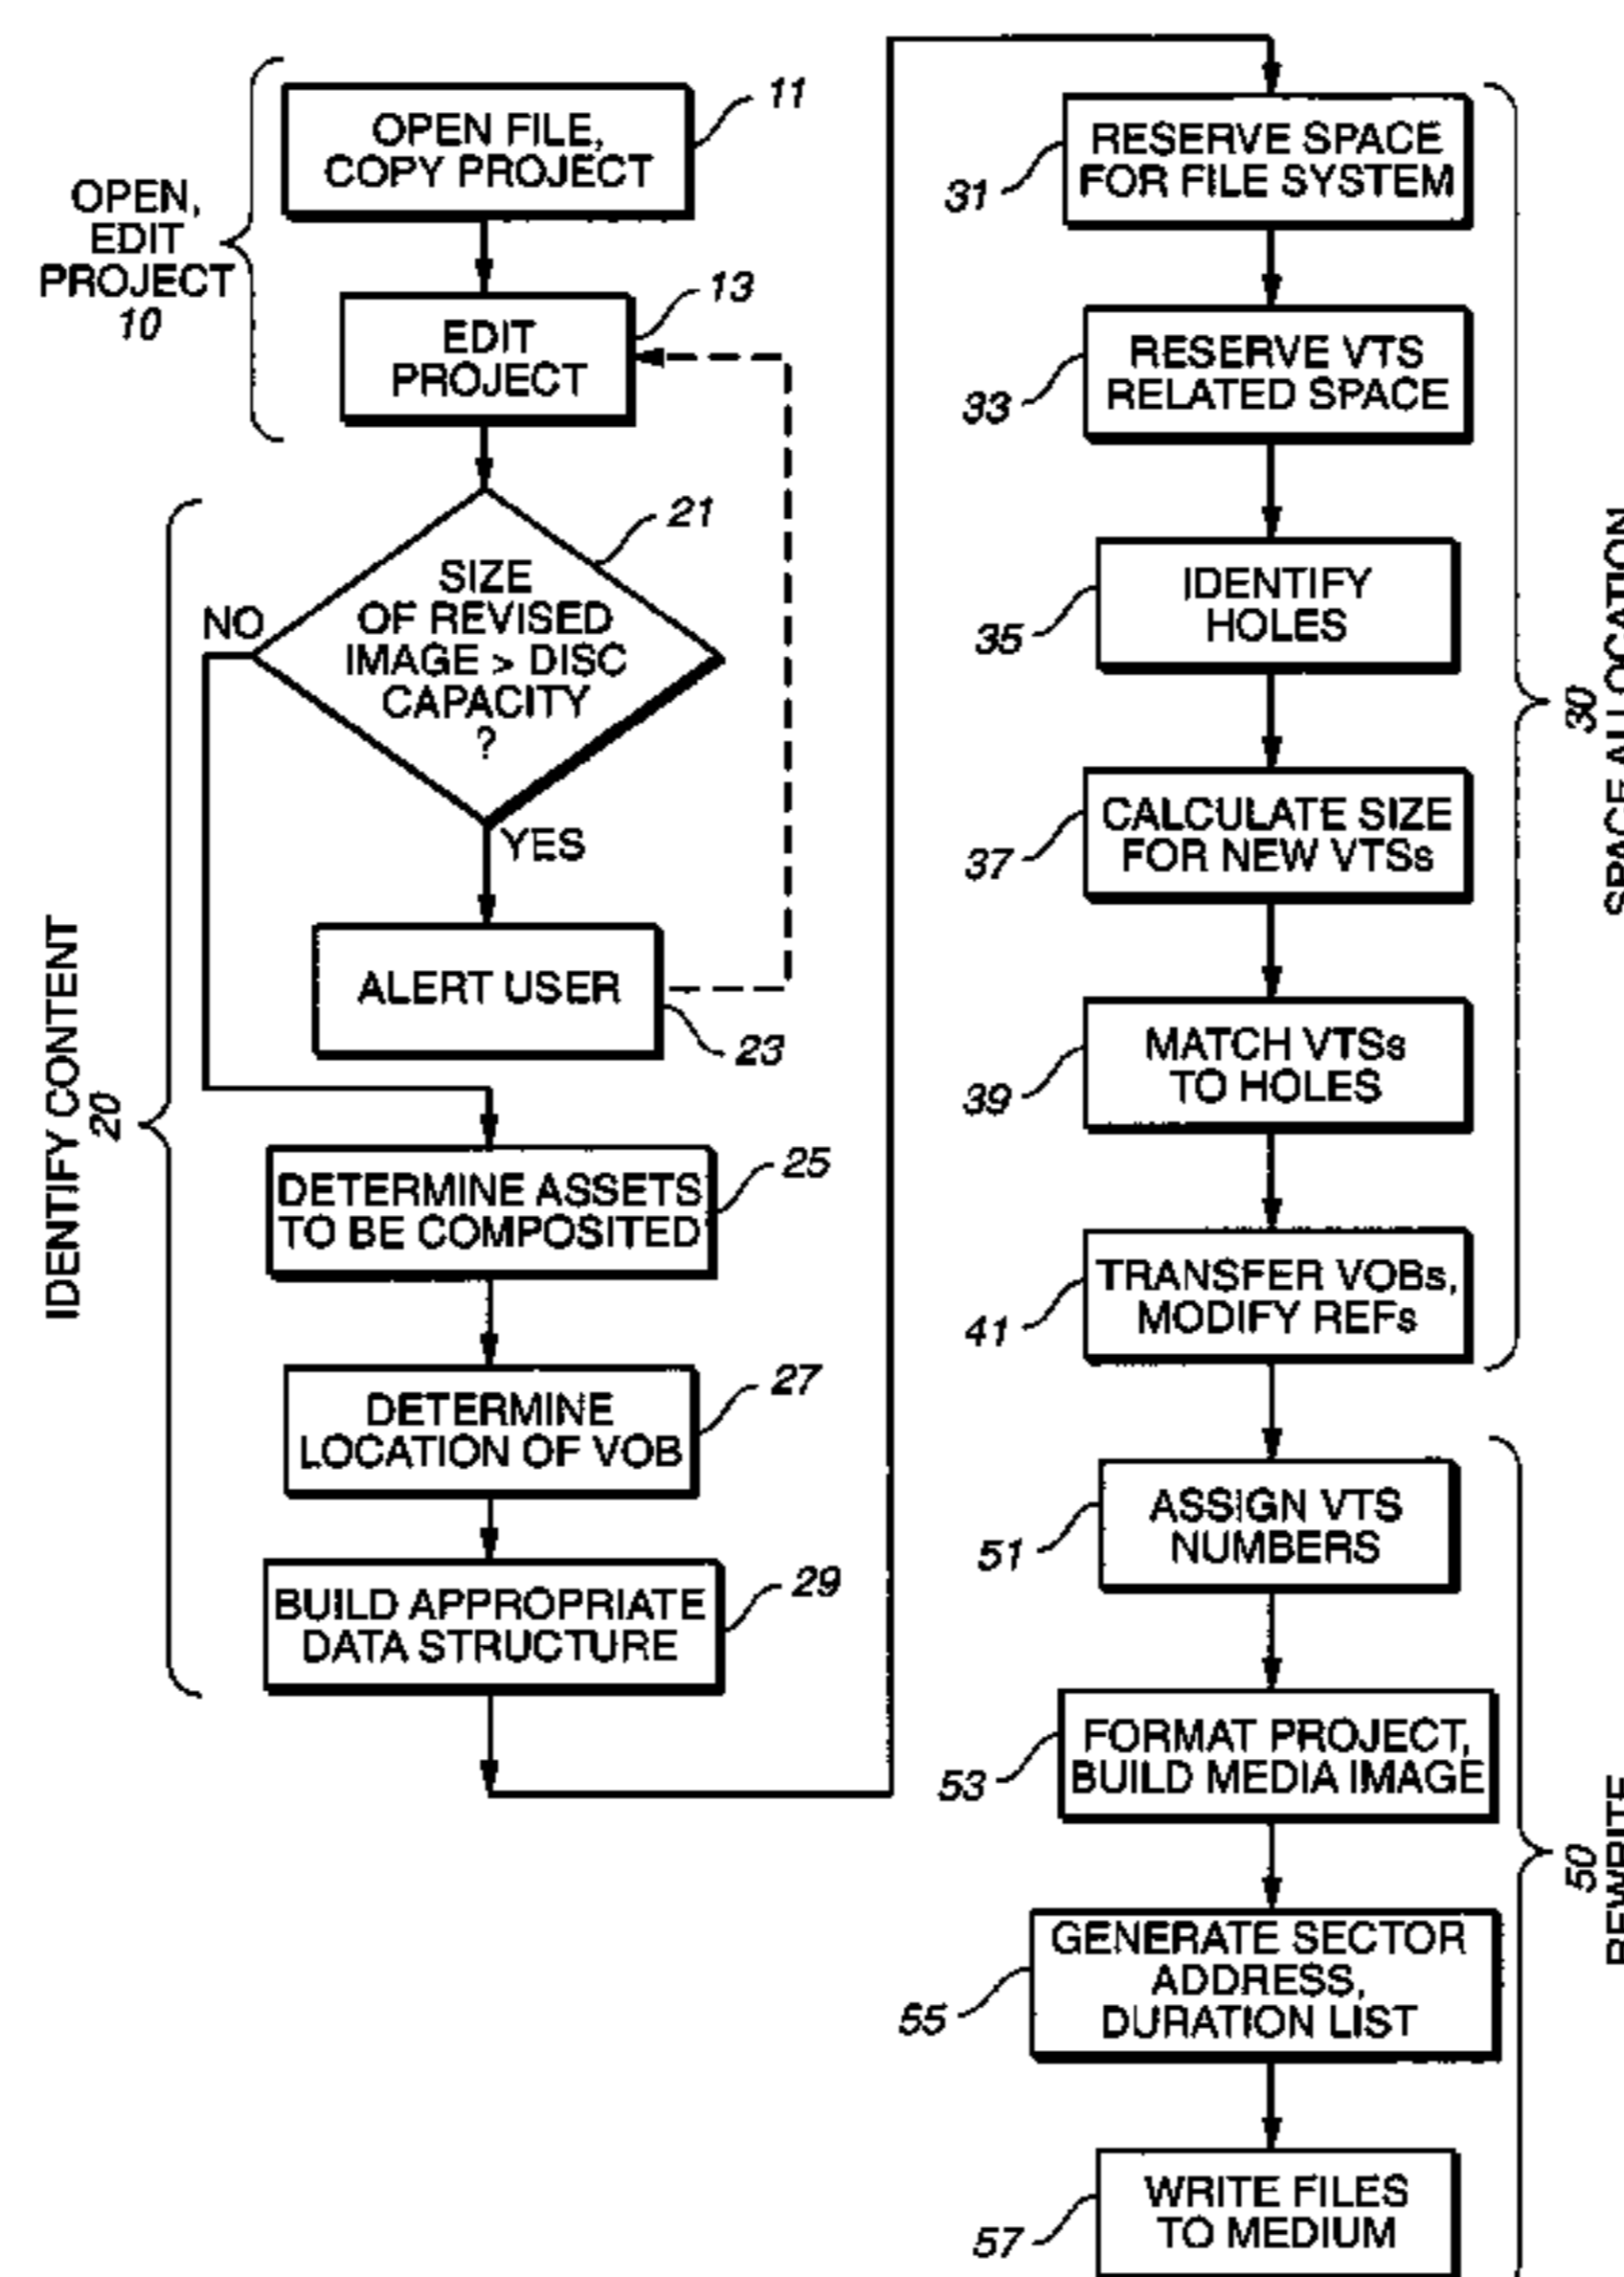 OPEN FILE,
COPY PROJECT
11
OPEN,
EDIT
PROJECT
10
EDIT
PROJECT
13
SIZE
OF REVISED
IMAGE > DISC
CAPACITY
?
21
NO
YES
ALERT USER
23
IDENTIFY CONTENT
20
DETERMINE ASSETS
TO BE COMPOSITED
25
DETERMINE
LOCATION OF VOB
27
BUILD APPROPRIATE
DATA STRUCTURE
29
RESERVE SPACE
FOR FILE SYSTEM
31
RESERVE VTS
RELATED SPACE
33
IDENTIFY
HOLES
35
CALCULATE SIZE
FOR NEW VTSs
37
MATCH VTSs
TO HOLES
39
TRANSFER VOBs,
MODIFY REFs
41
30
SPACE ALLOCATION
ASSIGN VTS
NUMBERS
51
FORMAT PROJECT,
BUILD MEDIA IMAGE
53
GENERATE SECTOR
ADDRESS,
DURATION LIST
55
WRITE FILES
TO MEDIUM
57
50
REWRITE